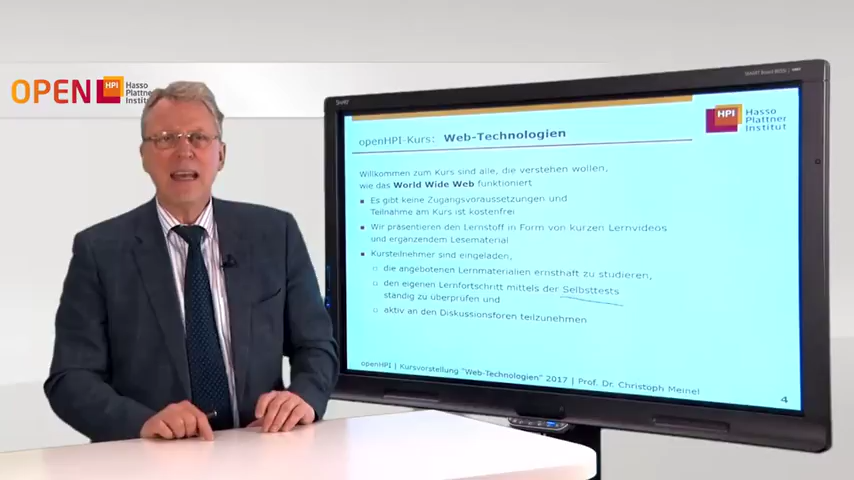 OPEN HPI Hasso
Plattner
Institut
SMART
HPI Hasso
Plattner
Institut
openHPI-Kurs: Web-Technologien
Willkommen zum Kurs sind alle, die verstehen wollen,
wie das World Wide Web funktioniert
Es gibt keine Zugangsvoraussetzungen und
Teilnahme am Kurs ist kostenfrei
Wir präsentieren den Lernstoff in Form von kurzen Lernvideos
und ergänzendem Lesematerial
Kursteilnehmer sind eingeladen,
die angebotenen Lernmaterialien ernsthaft zu studieren,
den eigenen Lernfortschritt mittels der Selbsttests
ständig zu überprüfen und
aktiv an den Diskussionsforen teilzunehmen
openHPI | Kursvorstellung "Web-Technologien" 2017 | Prof. Dr. Christoph Meinel
4